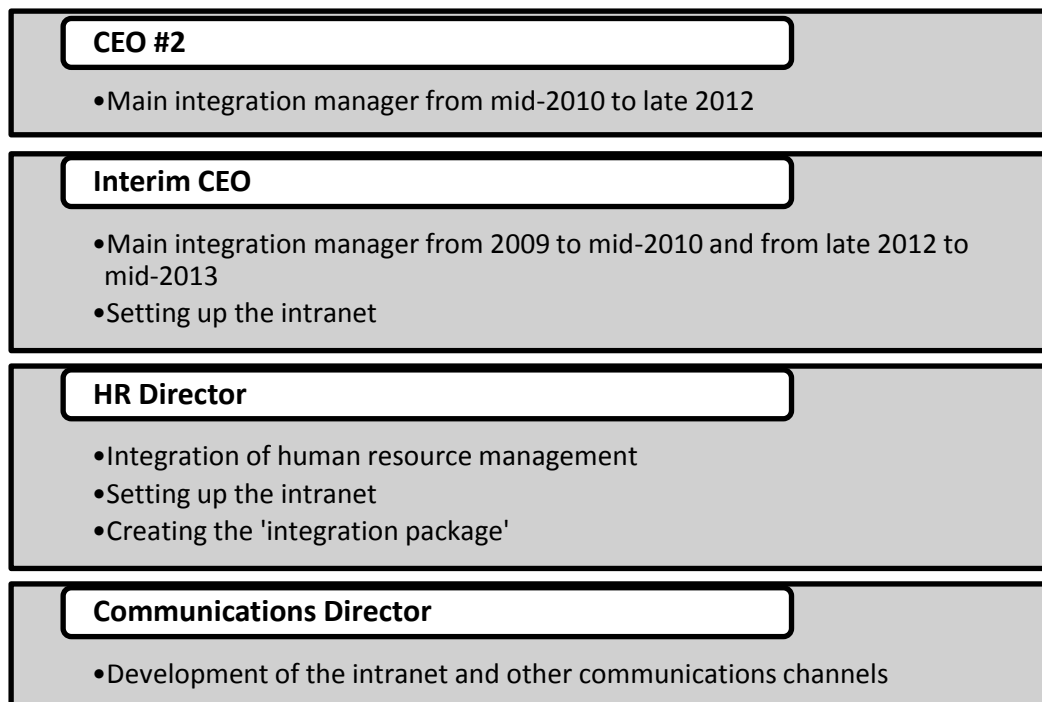 CEO #2
•Main integration manager from mid-2010 to late 2012
Interim CEO
•Main integration manager from 2009 to mid-2010 and from late 2012 to
mid-2013
•Setting up the intranet
HR Director
•Integration of human resource management
•Setting up the intranet
•Creating the 'integration package'
Communications Director
•Development of the intranet and other communications channels